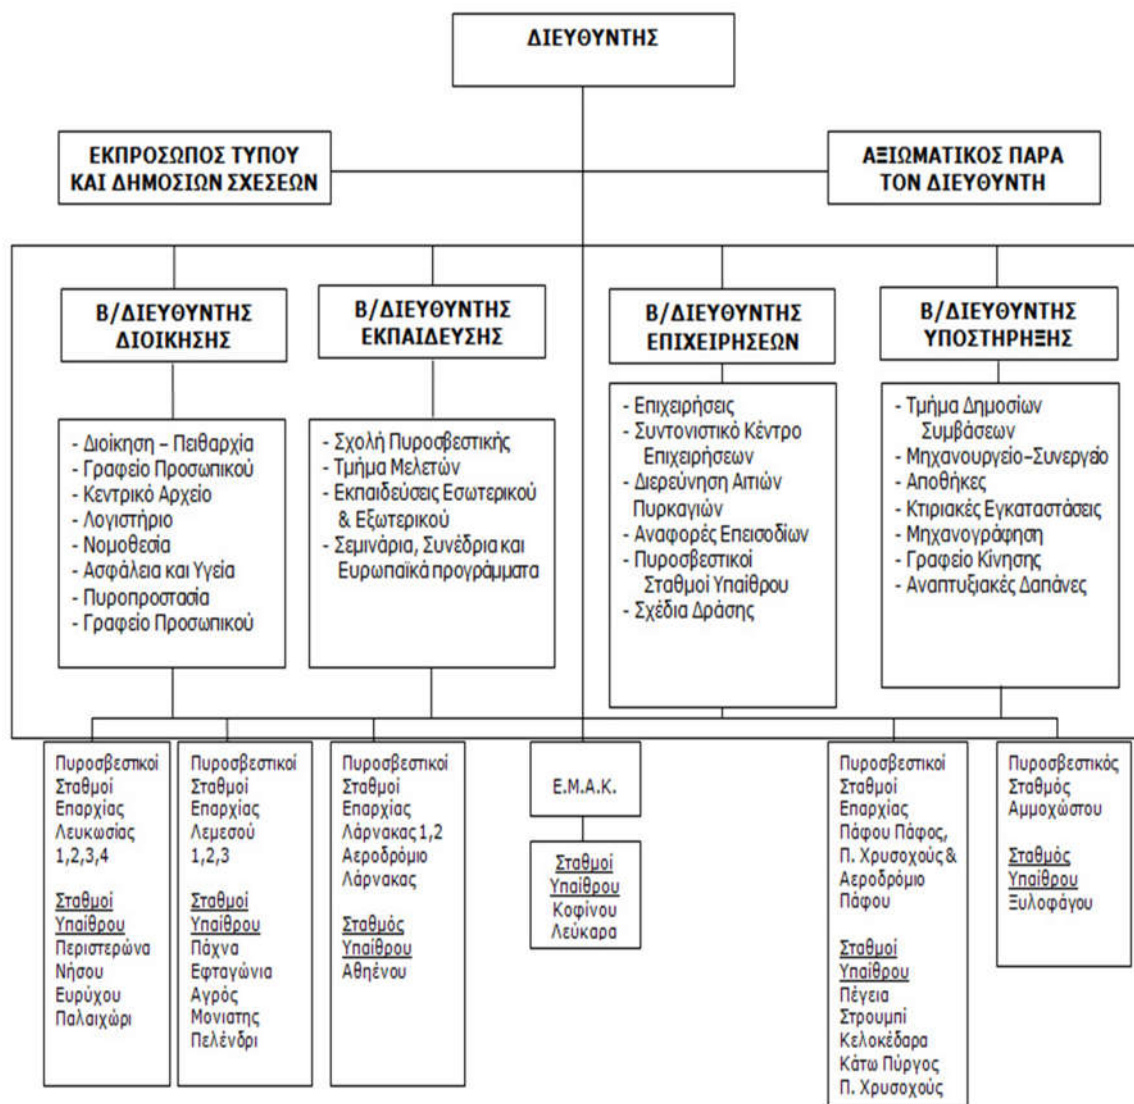 ΔΙΕΥΘΥΝΤΗΣ
ΕΚΠΡΟΣΩΠΟΣ ΤΥΠΟΥ
ΚΑΙ ΔΗΜΟΣΙΩΝ ΣΧΕΣΕΩΝ
ΑΞΙΩΜΑΤΙΚΟΣ ΠΑΡΑ
ΤΟΝ ΔΙΕΥΘΥΝΤΗ
Β/ΔΙΕΥΘΥΝΤΗΣ
ΔΙΟΙΚΗΣΗΣ
Β/ΔΙΕΥΘΥΝΤΗΣ
ΕΚΠΑΙΔΕΥΣΗΣ
Β/ΔΙΕΥΘΥΝΤΗΣ
ΕΠΙΧΕΙΡΗΣΕΩΝ
Β/ΔΙΕΥΘΥΝΤΗΣ
ΥΠΟΣΤΗΡΗΞΗΣ
- Διοίκηση – Πειθαρχία
- Γραφείο Προσωπικού
- Κεντρικό Αρχείο
- Λογιστήριο
- Νομοθεσία
- Ασφάλεια και Υγεία
- Πυροπροστασία
- Γραφείο Προσωπικού
- Σχολή Πυροσβεστικής
- Τμήμα Μελετών
- Εκπαιδεύσεις Εσωτερικού
& Εξωτερικού
- Σεμινάρια, Συνέδρια και
Ευρωπαϊκά προγράμματα
- Επιχειρήσεις
- Συντονιστικό Κέντρο
Επιχειρήσεων
- Διερεύνηση Αιτιών
Πυρκαγιών
- Αναφορές Επεισοδίων
- Πυροσβεστικοί
Σταθμοί Υπαίθρου
- Σχέδια Δράσης
- Τμήμα Δημοσίων
Συμβάσεων
- Μηχανουργείο–Συνεργείο
- Αποθήκες
- Κτιριακές Εγκαταστάσεις
- Μηχανογράφηση
- Γραφείο Κίνησης
- Αναπτυξιακές Δαπάνες
Πυροσβεστικοί
Σταθμοί
Επαρχίας
Λευκωσίας
1,2,3,4
Σταθμοί
Υπαίθρου
Περιστερώνα
Νήσου
Ευρύχου
Παλαιχώρι
Πυροσβεστικοί
Σταθμοί
Επαρχίας
Λεμεσού
1,2,3
Σταθμοί
Υπαίθρου
Πάχνα
Εφταγώνια
Αγρός
Μονιατης
Πελένδρι
Πυροσβεστικοί
Σταθμοί
Επαρχίας
Λάρνακας 1,2
Αεροδρόμιο
Λάρνακας
Σταθμός
Υπαίθρου
Αθηένου
Ε.Μ.Α.Κ.
Σταθμοί
Υπαίθρου
Κοφίνου
Λεύκαρα
Πυροσβεστικοί
Σταθμοί
Επαρχίας
Πάφου Πάφος,
Π. Χρυσοχούς &
Αεροδρόμιο
Πάφου
Σταθμοί
Υπαίθρου
Πέγεια
Στρουμπί
Κελοκέδαρα
Κάτω Πύργος
Π. Χρυσοχούς
Πυροσβεστικός
Σταθμός
Αμμοχώστου
Σταθμός
Υπαίθρου
Ξυλοφάγου